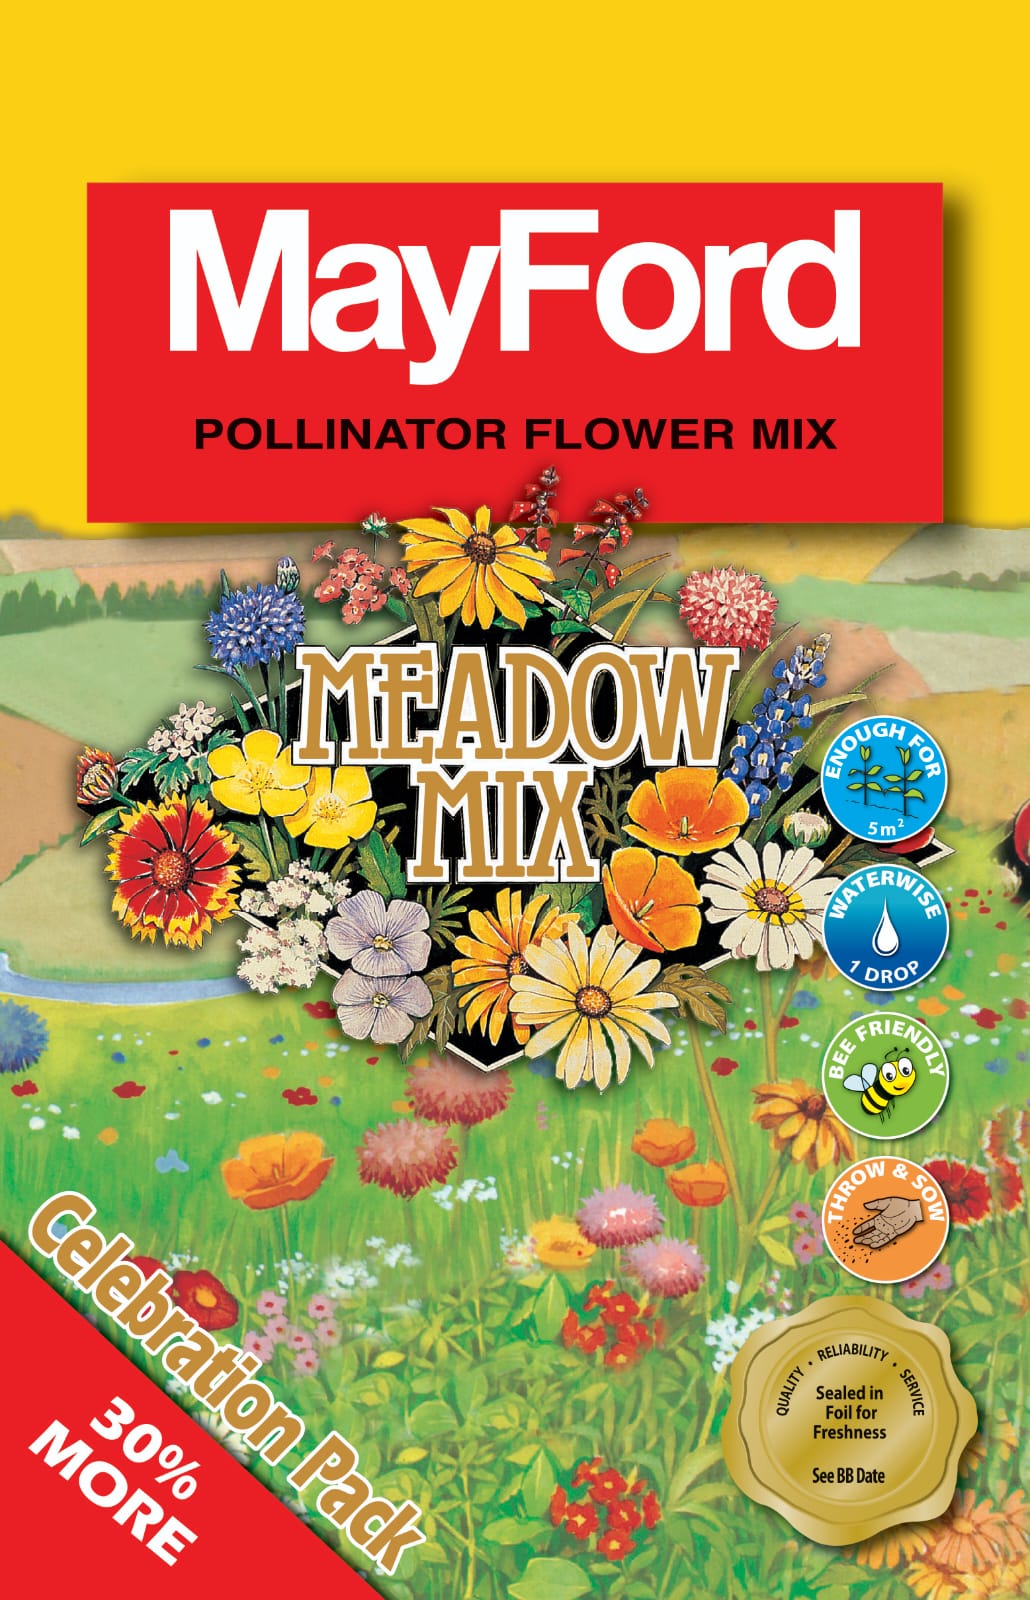 MayFord
POLLINATOR FLOWER MIX
MEADOW
MIX
ENOUGH FOR
5m²
WATERWISE
1 DROP
BEE FRIENDLY
THROW & SOW
Celebration Pack
30%
MORE
QUALITY • RELIABILITY • SERVICE
Sealed in
Foil for
Freshness
See BB Date